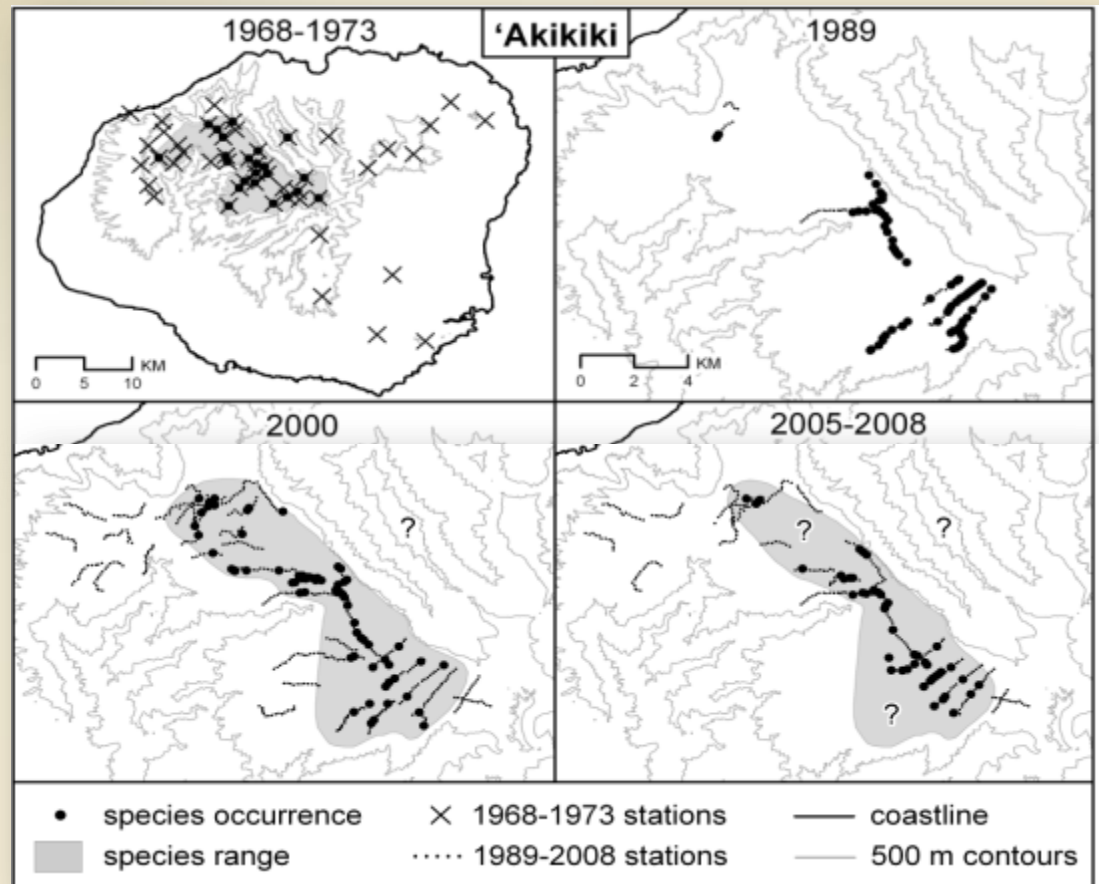 1968-1973
‘Akikiki
1989
KM
0 5 10
KM
0 2 4
2000
?
2005-2008
?
?
?
species occurrence
1968-1973 stations
coastline
species range
1989-2008 stations
500 m contours